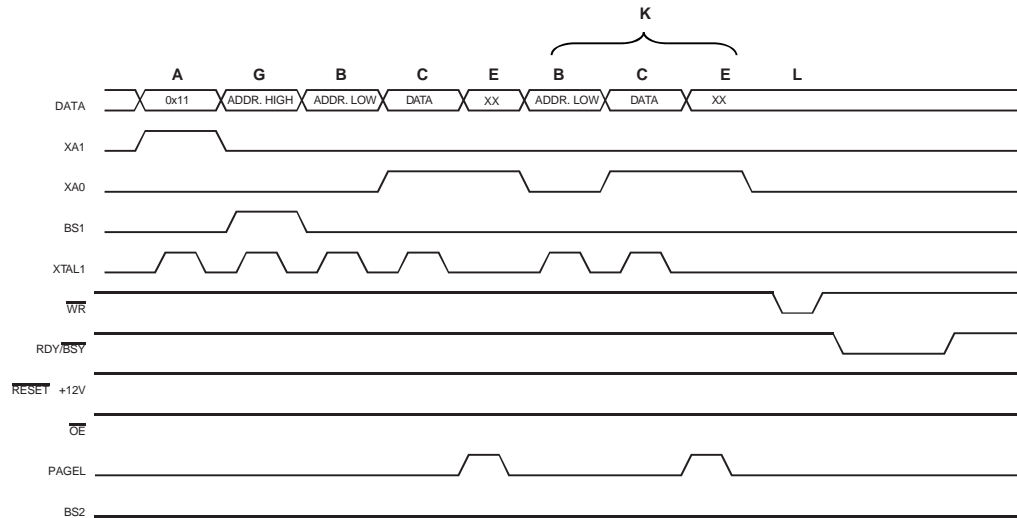 K
A G B C E B C E L
DATA 0x11 ADDR. HIGH ADDR. LOW DATA XX ADDR. LOW DATA XX
XA1
XA0
BS1
XTAL1
WR
RDY/BSY
RESET +12V
OE
PAGEL
BS2